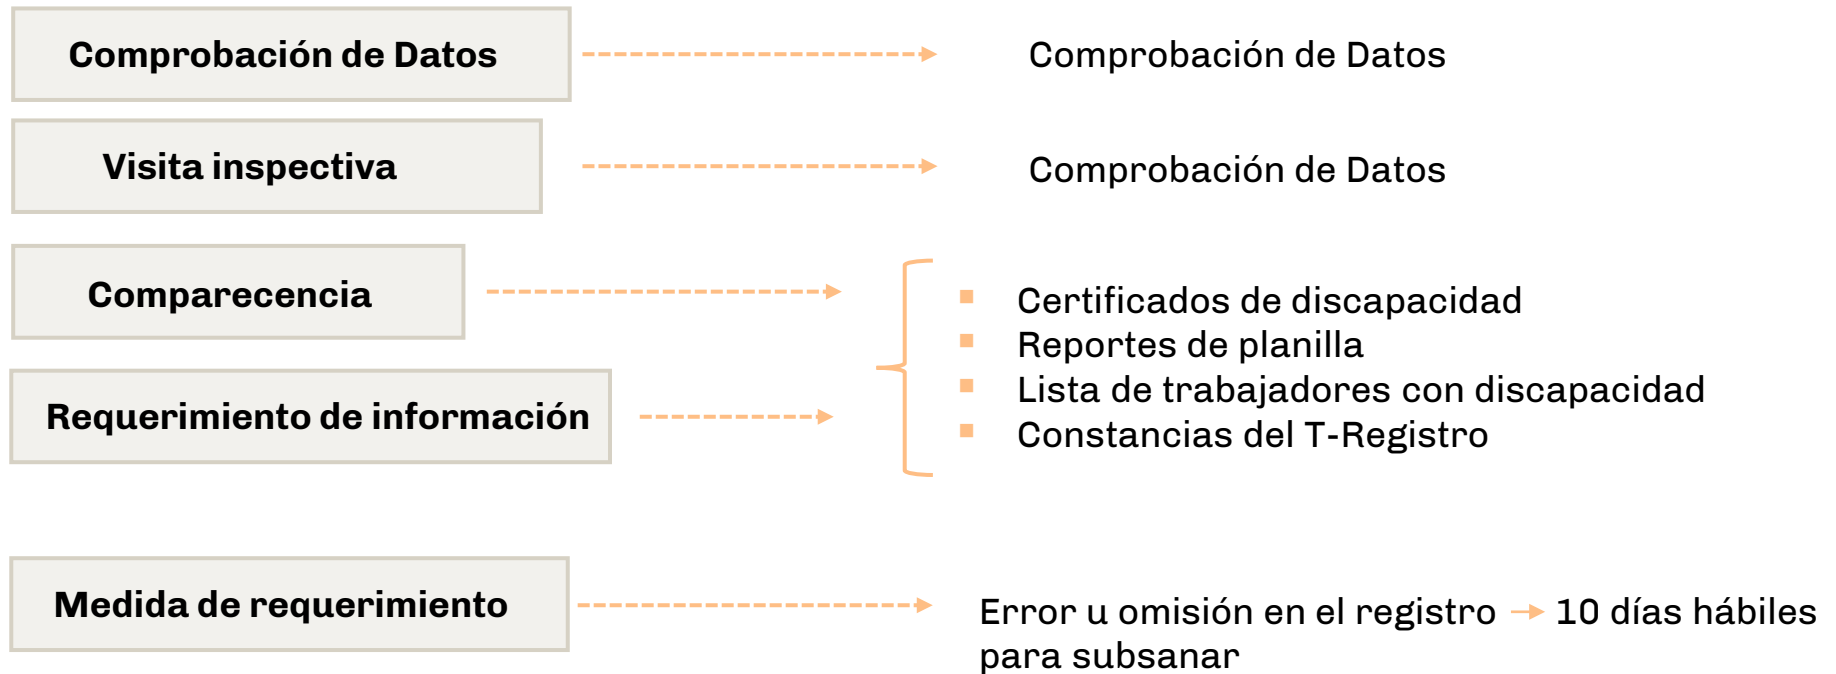 Comprobación de Datos
Comprobación de Datos
Visita inspectiva
Comprobación de Datos
Comparecencia
Requerimiento de información
Certificados de discapacidad
Reportes de planilla
Lista de trabajadores con discapacidad
Constancias del T-Registro
Medida de requerimiento
Error u omisión en el registro → 10 días hábiles
para subsanar